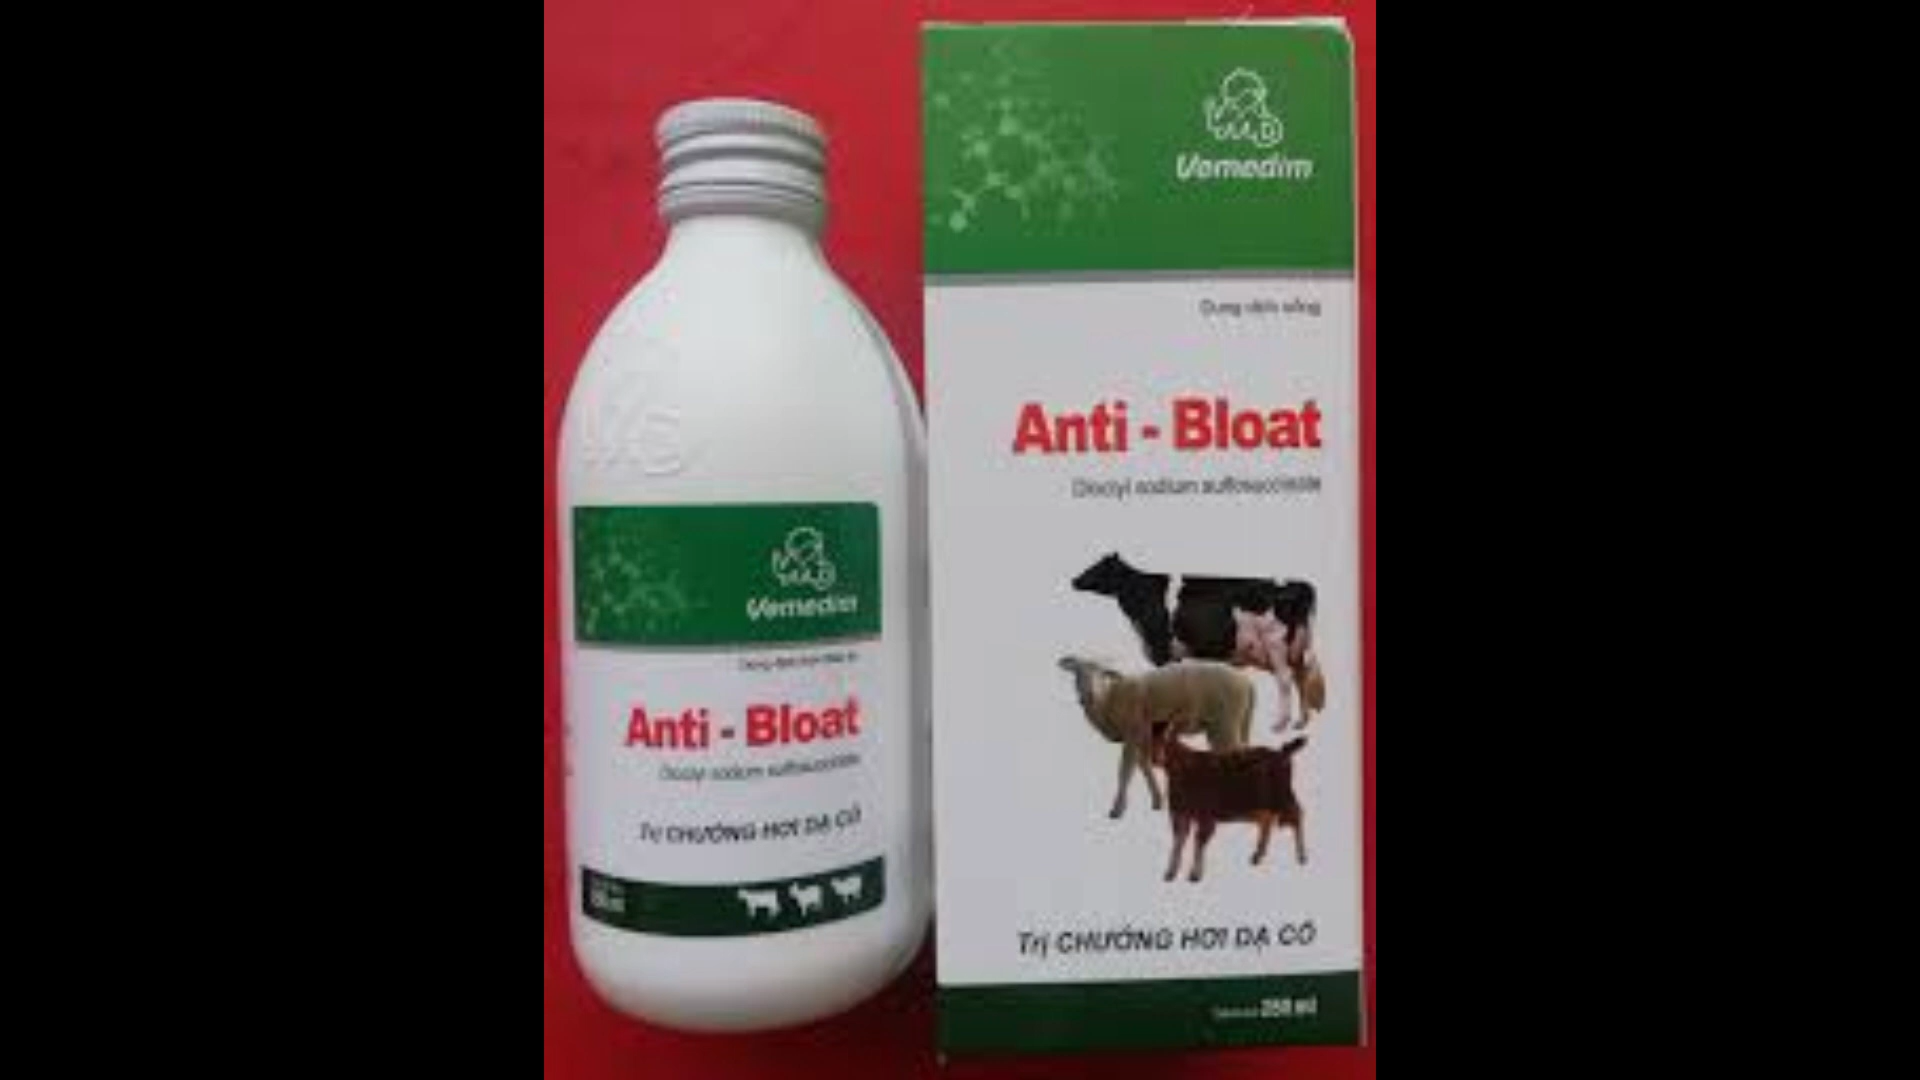 Vemedim
Dung dịch uống
Anti - Bloat
Dioctyl sodium sulfosuccinate
Trị CHƯỚNG HƠI DẠ CỎ
250 ml
Vemedim
Anti - Bloat
Dioctyl sodium sulfosuccinate
Trị CHƯỚNG HƠI DẠ CỎ